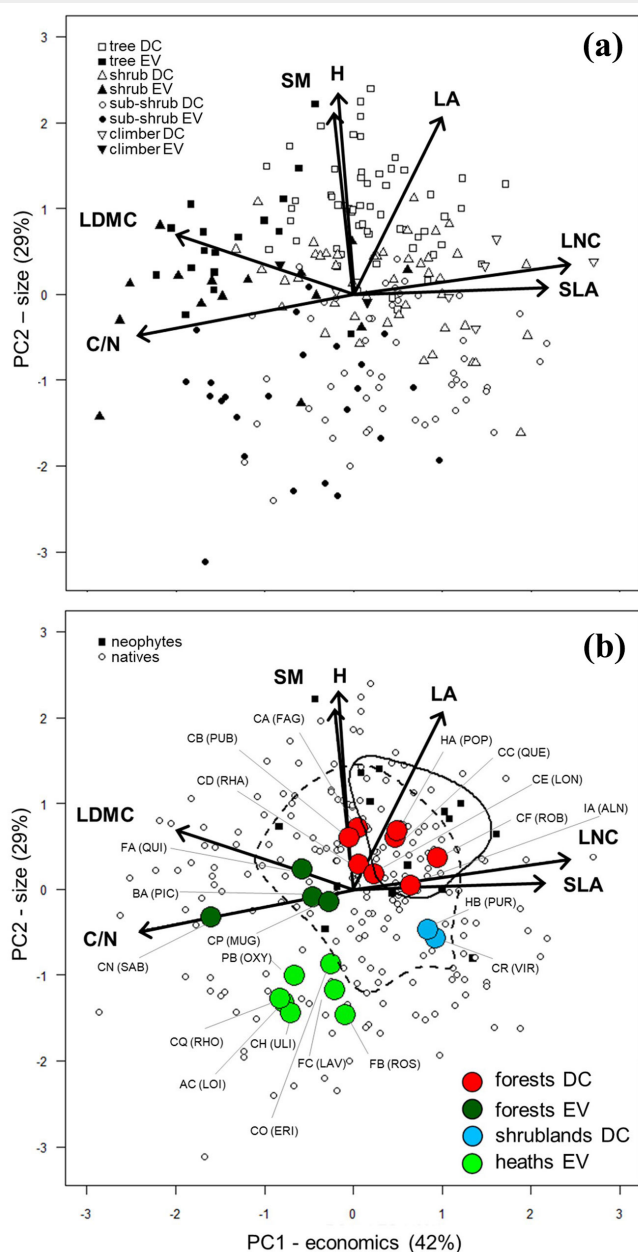 (a)
tree DC
tree EV
shrub DC
shrub EV
sub-shrub DC
sub-shrub EV
climber DC
climber EV
SM
H
LA
LDMC
LNC
SLA
C/N
PC2 – size (29%)
3
2
1
0
-1
-2
-3
(b)
neophytes
natives
SM
H
LA
CA (FAG)
HA (POP)
CB (PUB)
CC (QUE)
CD (RHA)
CE (LON)
CF (ROB)
IA (ALN)
LDMC
FA (QUI)
LNC
BA (PIC)
SLA
HB (PUR)
C/N
CP (MUG)
PB (OXY)
CN (SAB)
CR (VIR)
CQ (RHO)
CH (ULI)
AC (LOI)
FC (LAV)
FB (ROS)
CO (ERI)
forests DC
forests EV
shrublands DC
heaths EV
PC2 - size (29%)
3
2
1
0
-1
-2
-3
-3 -2 -1 0 1 2 3
PC1 - economics (42%)